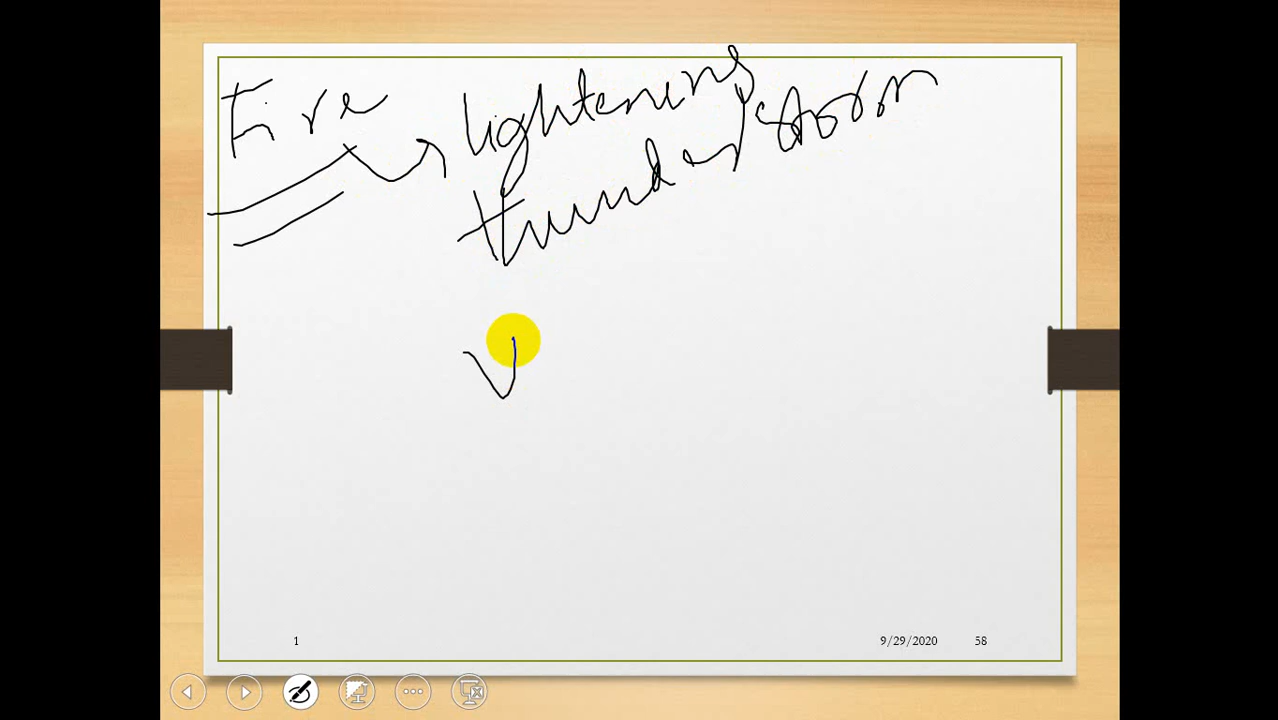 Fire
lightening
thunder storm
V
1
9/29/2020
58